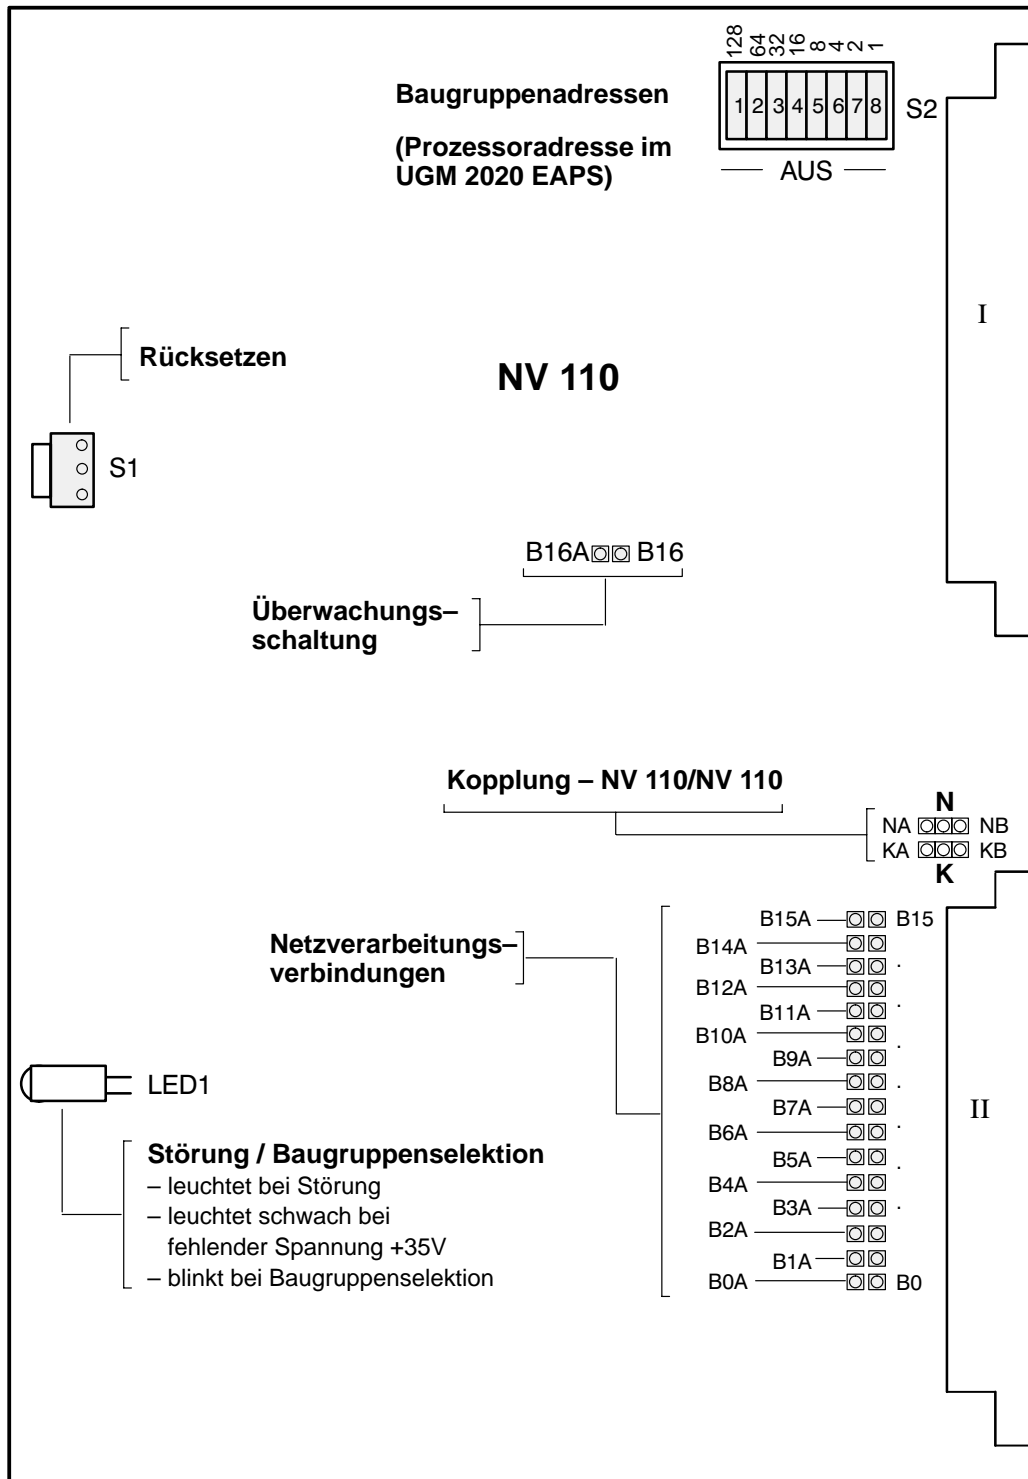 128 64 32 16 8 4 2 1
Baugruppenadressen
1 2 3 4 5 6 7 8
S2
(Prozessoradresse im
UGM 2020 EAPS)
AUS
I
Rücksetzen
NV 110
S1
B16A B16
Überwachungs–
schaltung
Kopplung – NV 110/NV 110
N
NA NB
KA KB
K
Netzverarbeitungs–
verbindungen
B15A B15
B14A
B13A .
B12A
B11A .
B10A .
B9A
B8A .
B7A
B6A .
B5A
B4A .
B3A .
B2A
B1A
B0A B0
II
LED1
Störung / Baugruppenselektion
– leuchtet bei Störung
– leuchtet schwach bei
fehlender Spannung +35V
– blinkt bei Baugruppenselektion